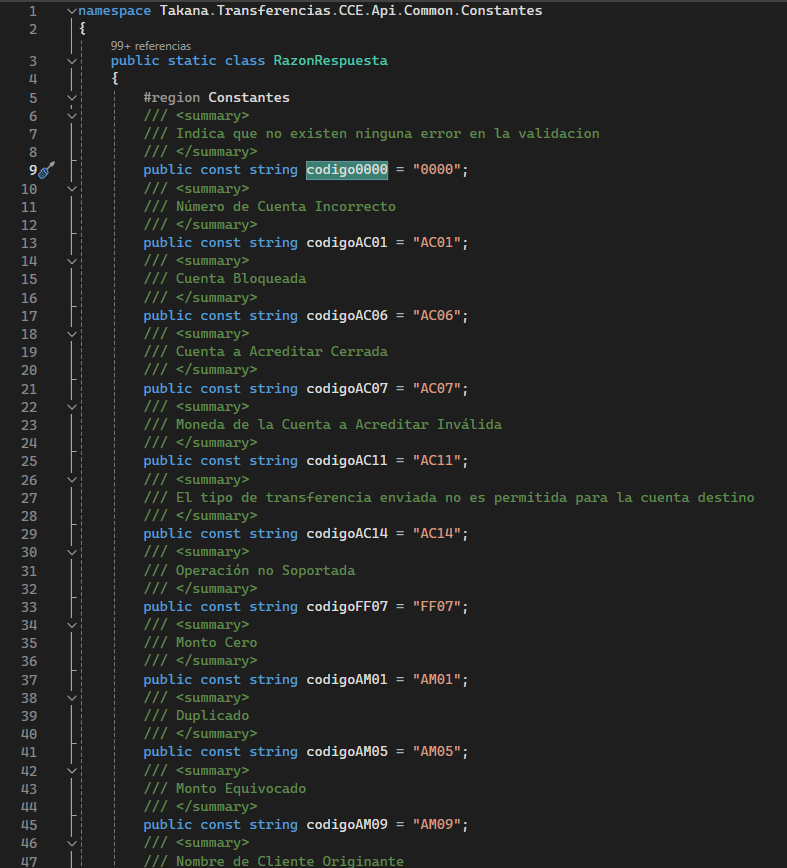 1 namespace Takana.Transferencias.CCE.Api.Common.Constantes
2 {
99+ referencias
3 public static class RazonRespuesta
4 {
5 #region Constantes
6 /// <summary>
7 /// Indica que no existen ninguna error en la validacion
8 /// </summary>
9 public const string codigo0000 = "0000";
10 /// <summary>
11 /// Número de Cuenta Incorrecto
12 /// </summary>
13 public const string codigoAC01 = "AC01";
14 /// <summary>
15 /// Cuenta Bloqueada
16 /// </summary>
17 public const string codigoAC06 = "AC06";
18 /// <summary>
19 /// Cuenta a Acreditar Cerrada
20 /// </summary>
21 public const string codigoAC07 = "AC07";
22 /// <summary>
23 /// Moneda de la Cuenta a Acreditar Inválida
24 /// </summary>
25 public const string codigoAC11 = "AC11";
26 /// <summary>
27 /// El tipo de transferencia enviada no es permitida para la cuenta destino
28 /// </summary>
29 public const string codigoAC14 = "AC14";
30 /// <summary>
31 /// Operación no Soportada
32 /// </summary>
33 public const string codigoFF07 = "FF07";
34 /// <summary>
35 /// Monto Cero
36 /// </summary>
37 public const string codigoAM01 = "AM01";
38 /// <summary>
39 /// Duplicado
40 /// </summary>
41 public const string codigoAM05 = "AM05";
42 /// <summary>
43 /// Monto Equivocado
44 /// </summary>
45 public const string codigoAM09 = "AM09";
46 /// <summary>
47 /// Nombre de Cliente Originante